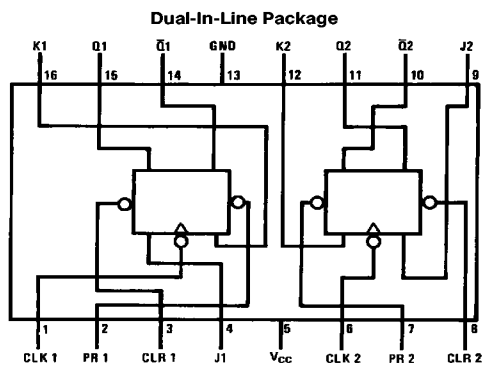 Dual-In-Line Package
K1 Q1 Q̅1 GND K2 Q2 Q̅2 J2
16 15 14 13 12 11 10 9
1 2 3 4 5 6 7 8
CLK 1 PR 1 CLR 1 J1 VCC CLK 2 PR 2 CLR 2